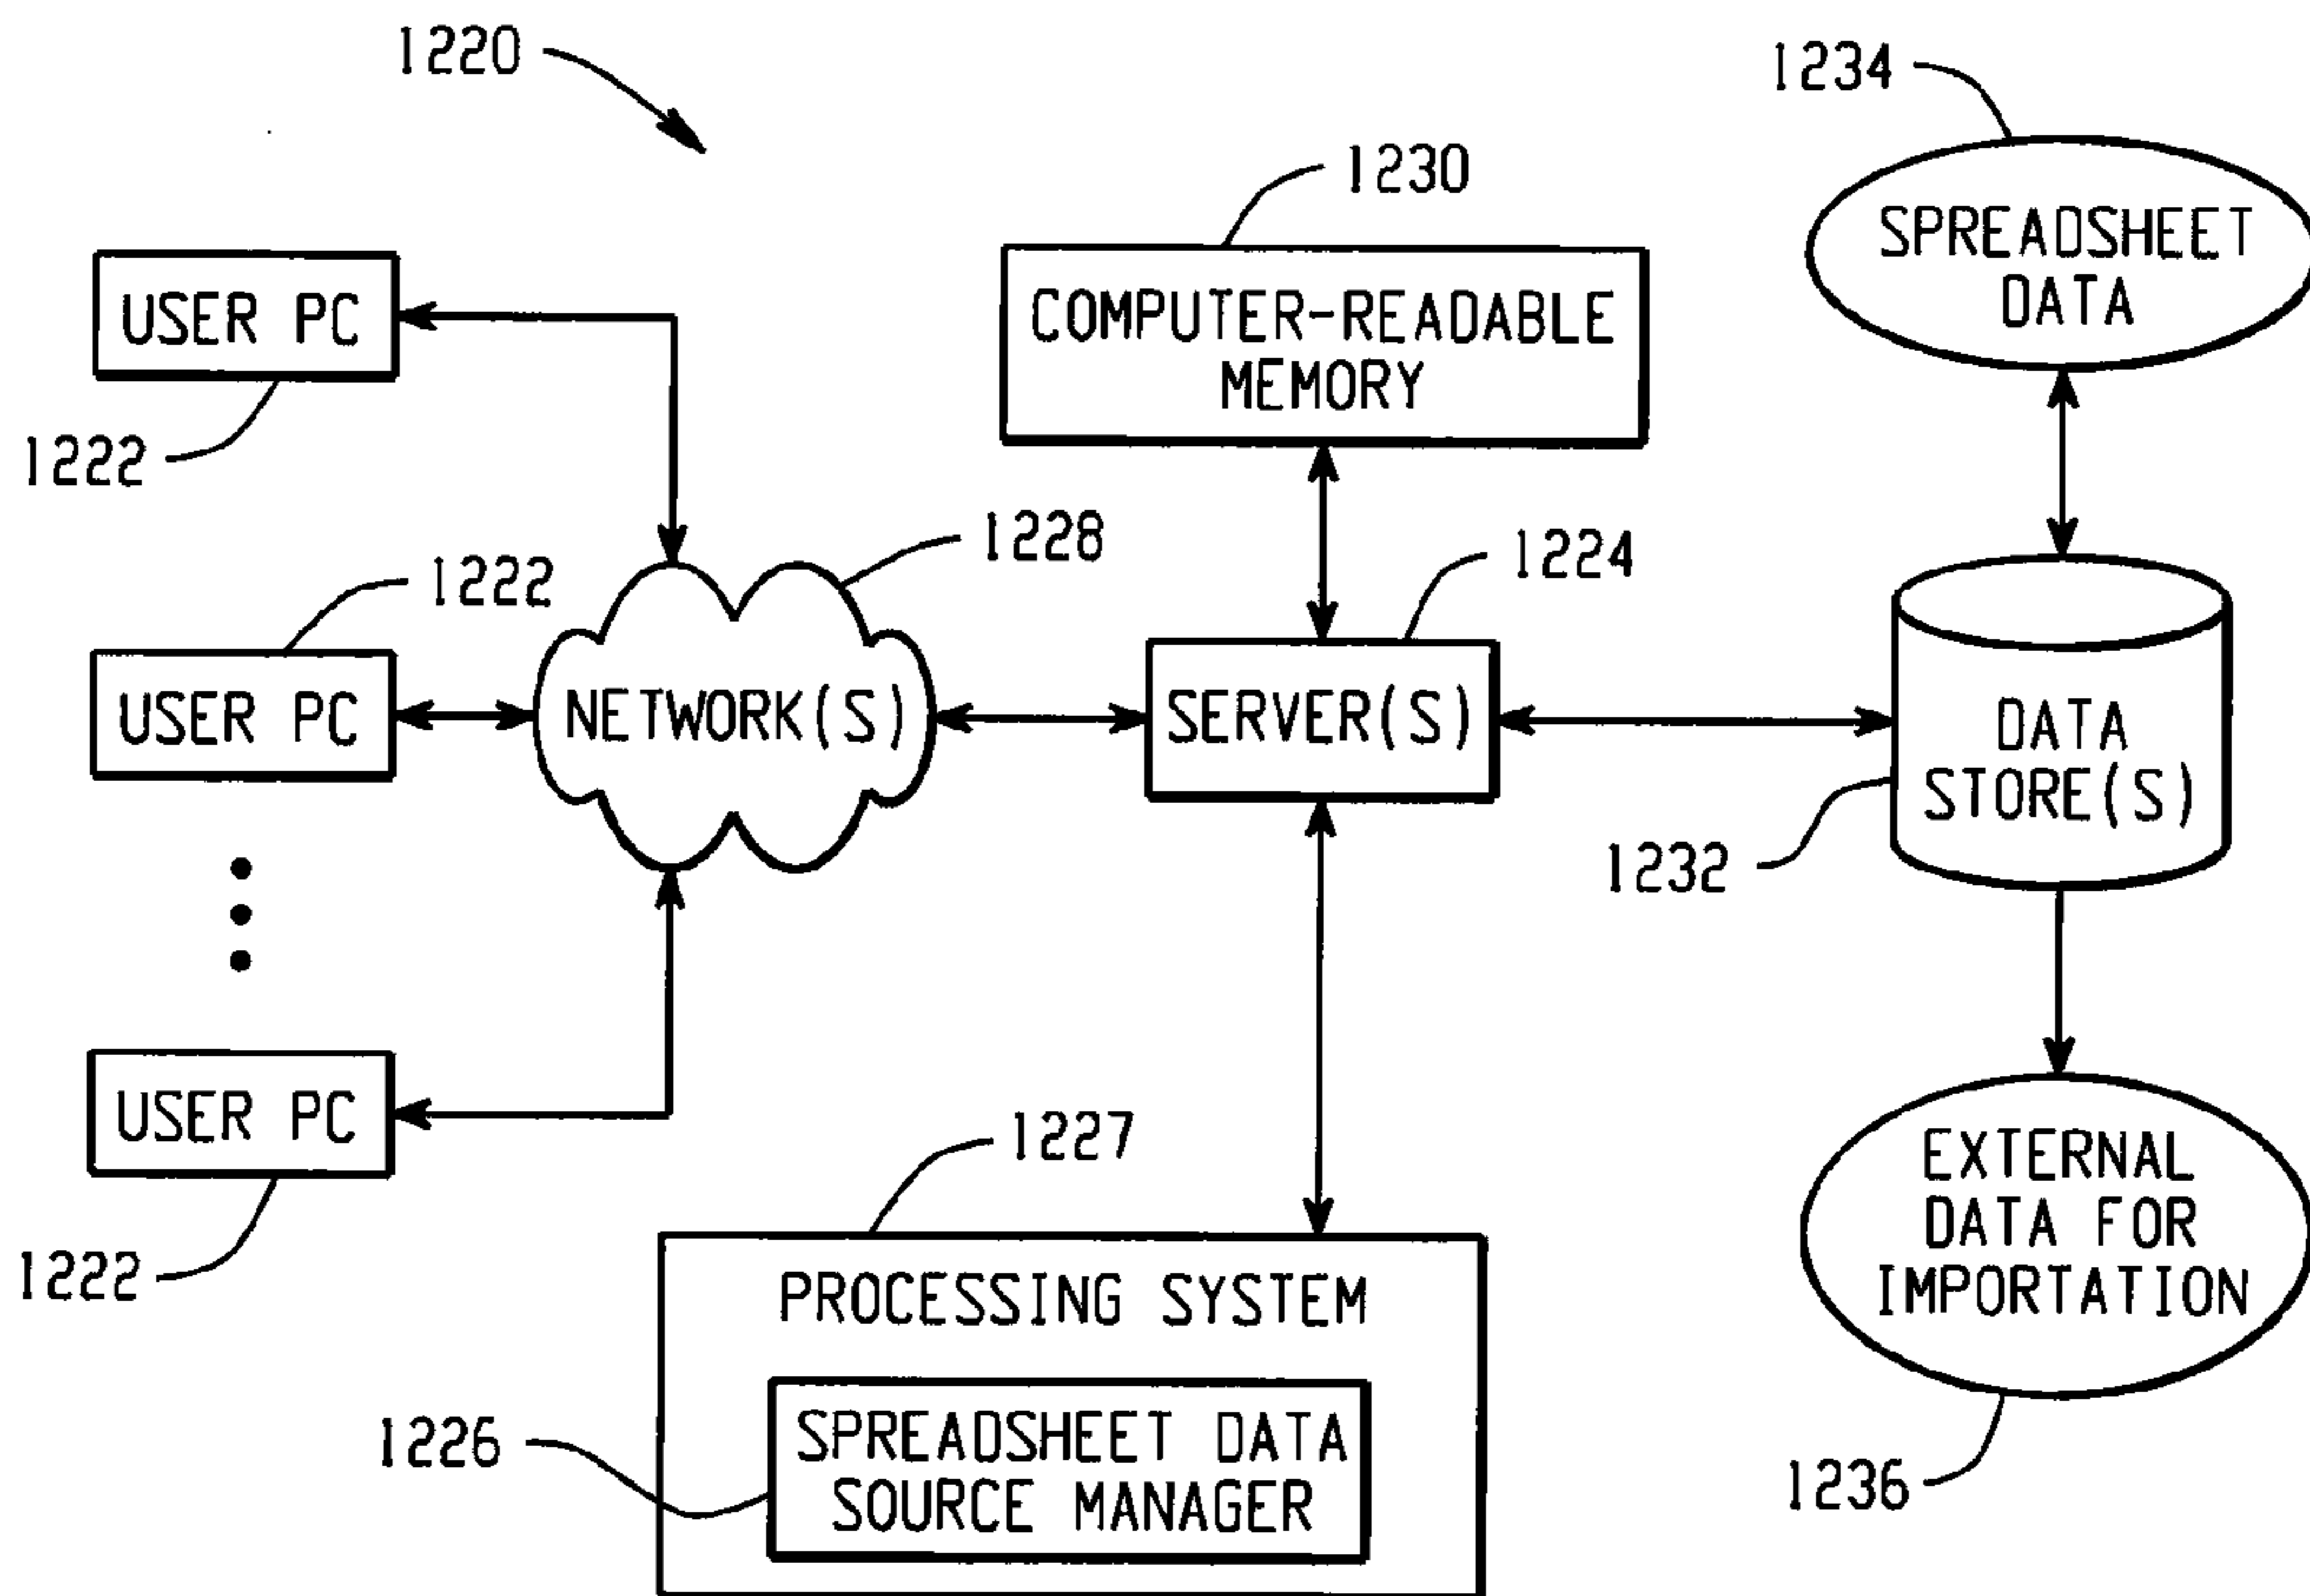 1220
1234
1230
SPREADSHEET
DATA
USER PC
COMPUTER-READABLE
MEMORY
1222
1228
1224
1222
USER PC
NETWORK(S)
SERVER(S)
DATA
STORE(S)
1232
USER PC
1227
EXTERNAL
DATA FOR
IMPORTATION
1222
PROCESSING SYSTEM
1226
SPREADSHEET DATA
SOURCE MANAGER
1236